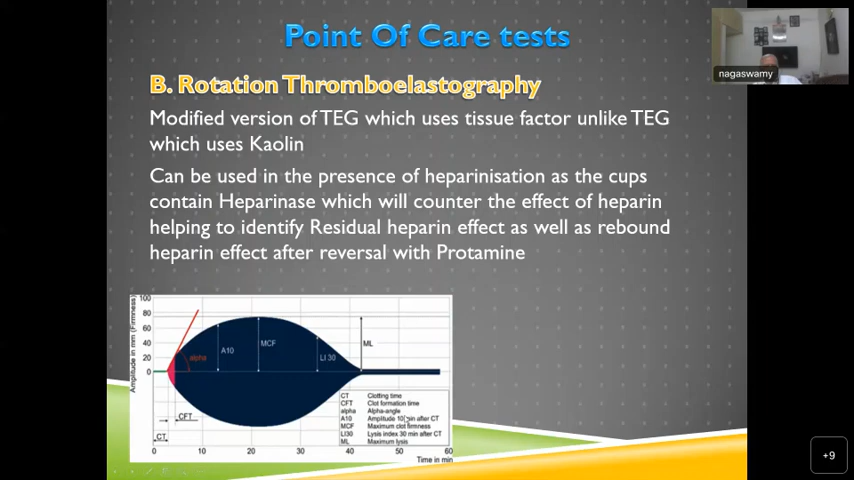 Point Of Care tests
nagaswamy
B. Rotation Thromboelastography
Modified version of TEG which uses tissue factor unlike TEG
which uses Kaolin
Can be used in the presence of heparinisation as the cups
contain Heparinase which will counter the effect of heparin
helping to identify Residual heparin effect as well as rebound
heparin effect after reversal with Protamine
Amplitude in mm (Firmness)
100
80
60
40
20
0
alpha
A10
MCF
LI 30
ML
CT Clotting time
CFT Clot formation time
alpha Alpha-angle
A10 Amplitude 10 min after CT
MCF Maximum clot firmness
LI30 Lysis index 30 min after CT
ML Maximum lysis
CFT
CT
0 10 20 30 40 50 60
Time in min
+9